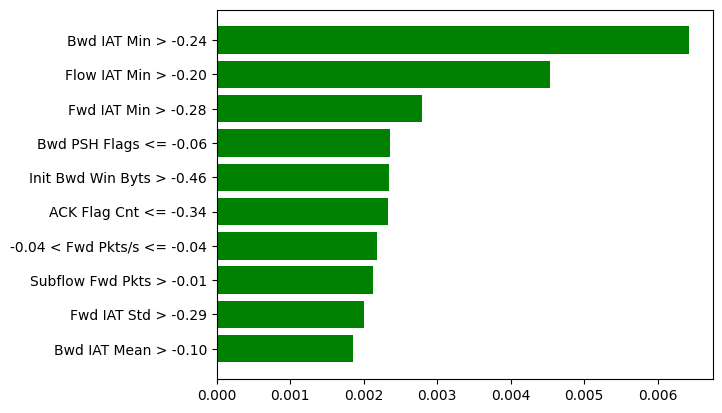 Bwd IAT Min > -0.24
Flow IAT Min > -0.20
Fwd IAT Min > -0.28
Bwd PSH Flags <= -0.06
Init Bwd Win Byts > -0.46
ACK Flag Cnt <= -0.34
-0.04 < Fwd Pkts/s <= -0.04
Subflow Fwd Pkts > -0.01
Fwd IAT Std > -0.29
Bwd IAT Mean > -0.10
0.000 0.001 0.002 0.003 0.004 0.005 0.006